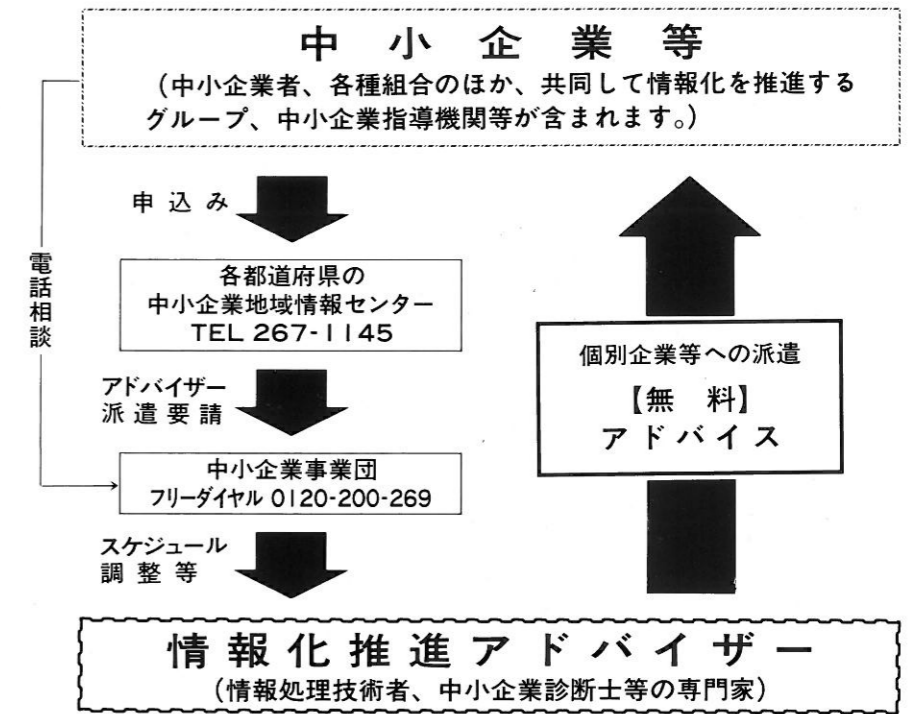 中小企業等
（中小企業者、各種組合のほか、共同して情報化を推進する
グループ、中小企業指導機関等が含まれます。）
申込み
電話相談
各都道府県の
中小企業地域情報センター
TEL 267-1145
アドバイザー
派遣要請
中小企業事業団
フリーダイヤル 0120-200-269
スケジュール
調整等
個別企業等への派遣
【無料】
アドバイス
情報化推進アドバイザー
（情報処理技術者、中小企業診断士等の専門家）